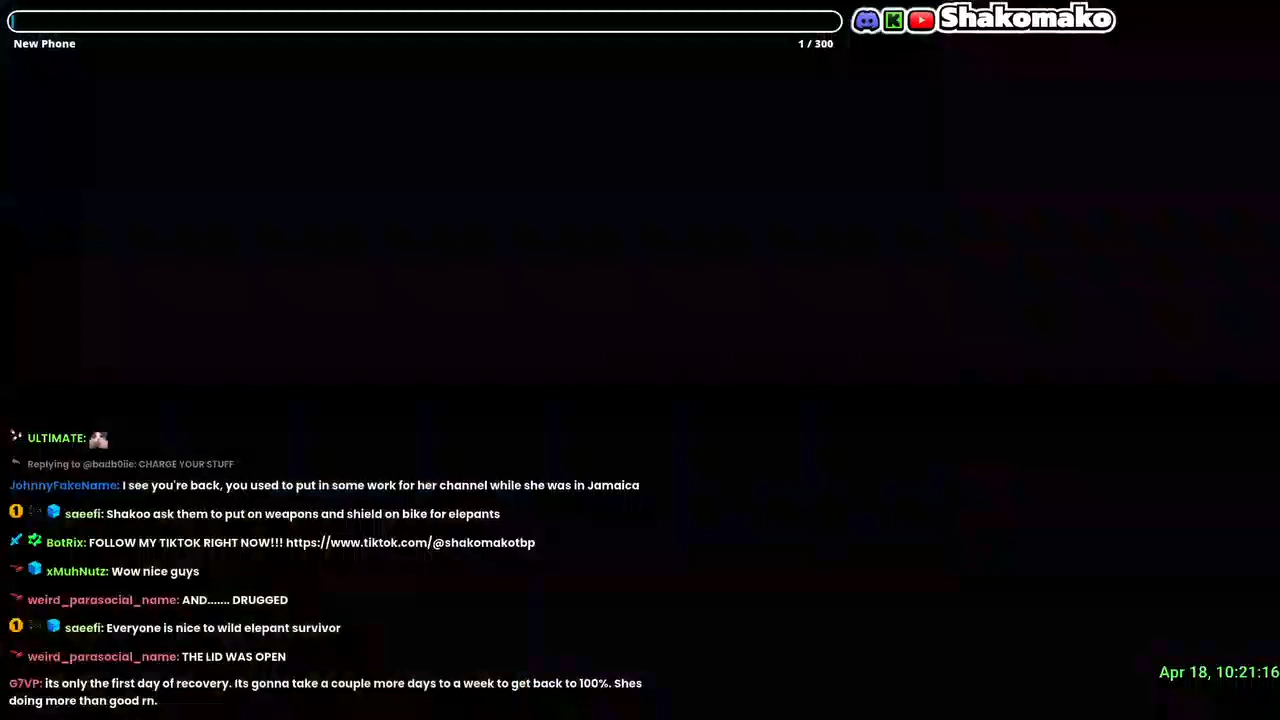 Shakomako
New Phone
1 / 300
ULTIMATE:
Replying to @badb0iie: CHARGE YOUR STUFF
JohnnyFakeName: I see you're back, you used to put in some work for her channel while she was in Jamaica
saeefi: Shakoo ask them to put on weapons and shield on bike for elepants
BotRix: FOLLOW MY TIKTOK RIGHT NOW!!! https://www.tiktok.com/@shakomakotbp
xMuhNutz: Wow nice guys
weird_parasocial_name: AND....... DRUGGED
saeefi: Everyone is nice to wild elepant survivor
weird_parasocial_name: THE LID WAS OPEN
G7VP: its only the first day of recovery. Its gonna take a couple more days to a week to get back to 100%. Shes
doing more than good rn.
Apr 18, 10:21:16